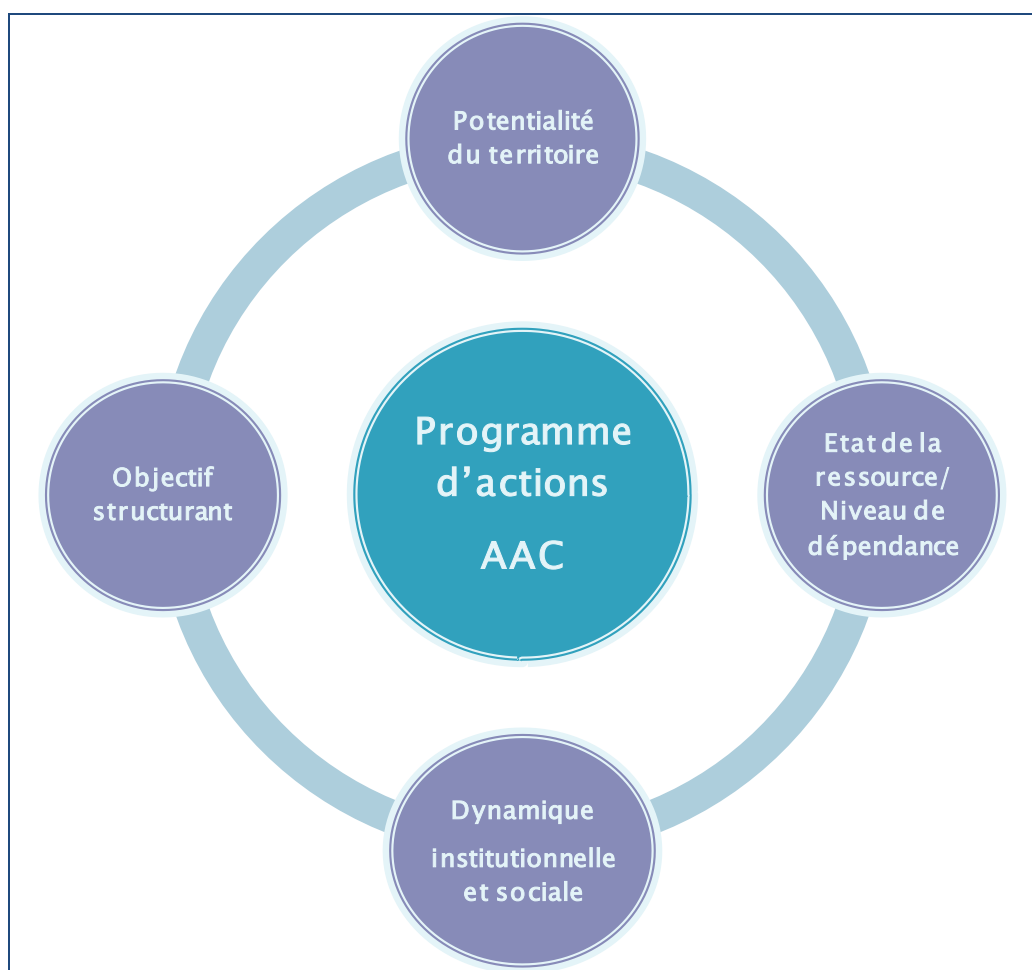 Potentialité
du territoire
Programme
d’actions
AAC
Objectif
structurant
Etat de la
ressource/
Niveau de
dépendance
Dynamique
institutionnelle
et sociale